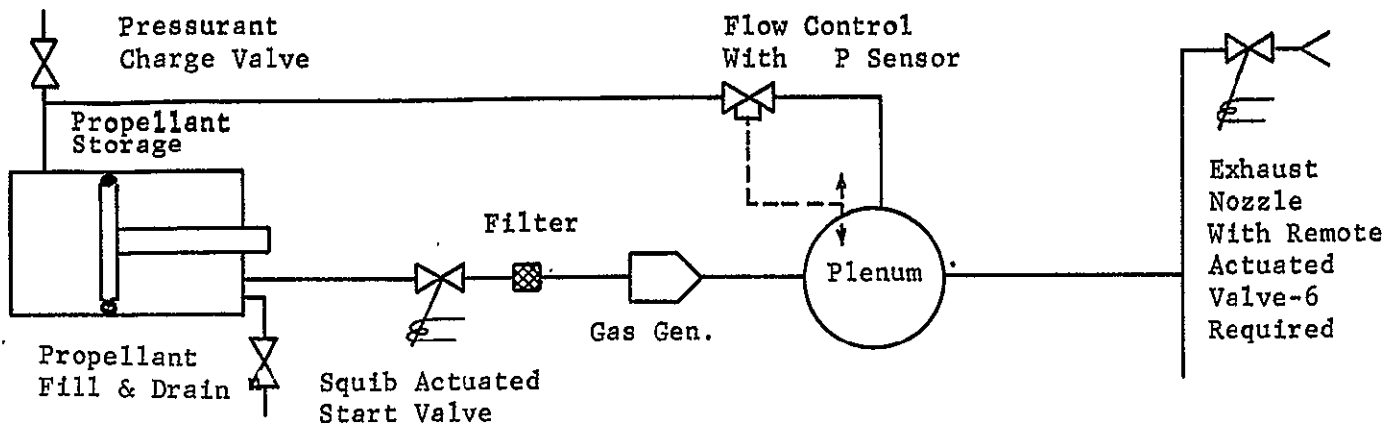 Pressurant
Charge Valve
Flow Control
With P Sensor
Propellant
Storage
Filter
Plenum
Gas Gen.
Exhaust
Nozzle
With Remote
Actuated
Valve-6
Required
Propellant
Fill & Drain
Squib Actuated
Start Valve